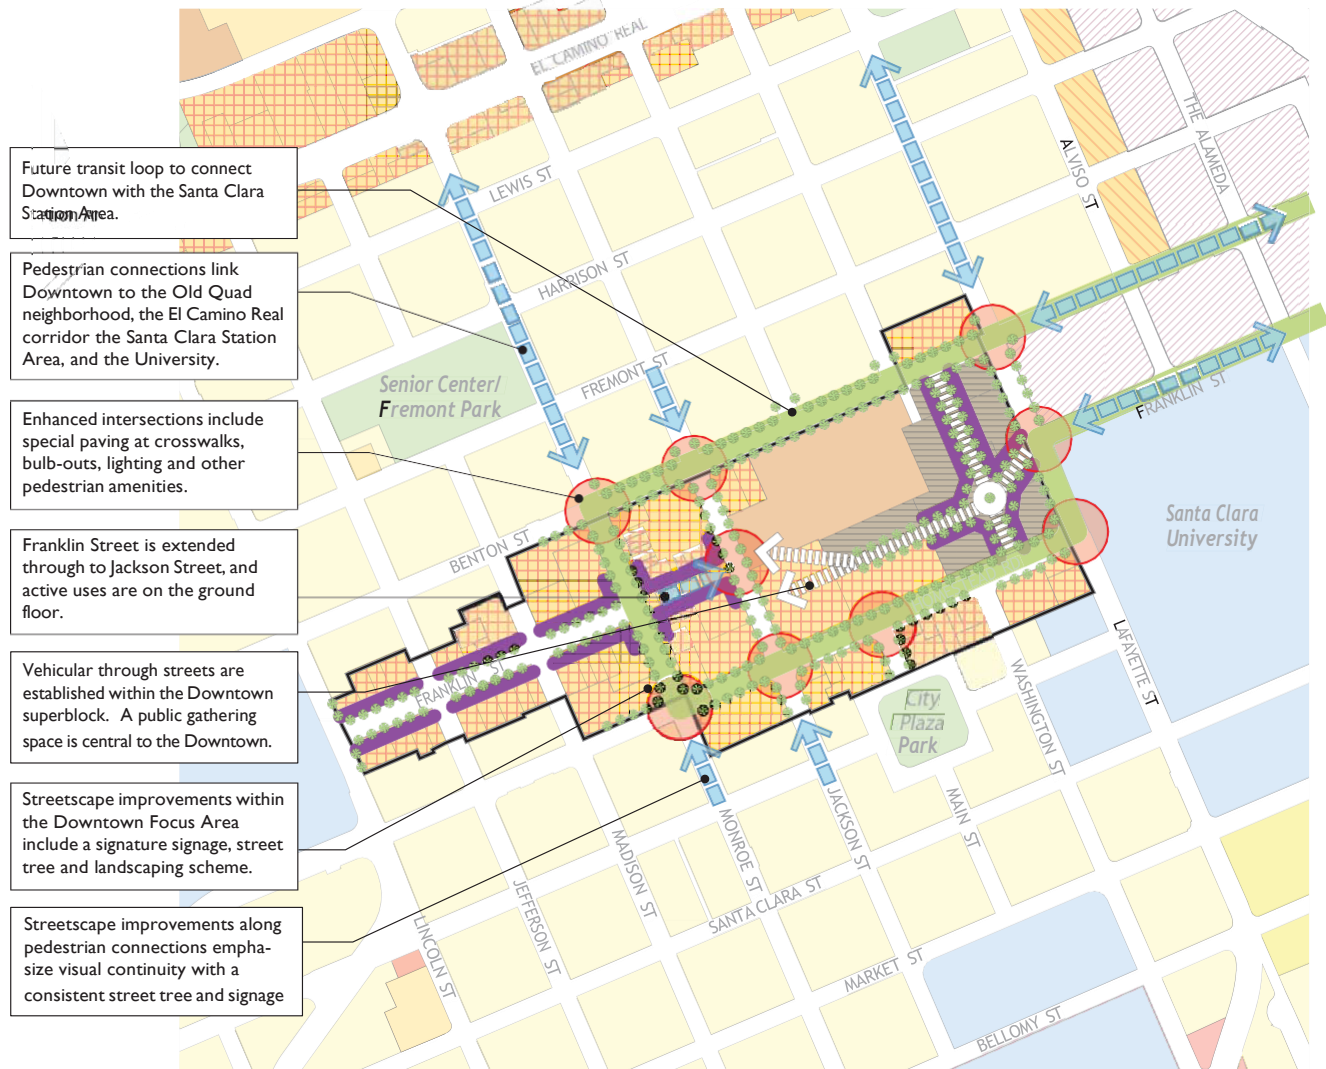 EL CAMINO REAL
THE ALAMEDA
ALVISO ST
LEWIS ST
HARRISON ST
FREMONT ST
Senior Center/
Fremont Park
FRANKLIN ST
BENTON ST
Santa Clara
University
FRANKLIN ST
LAFAYETTE ST
WASHINGTON ST
City
Plaza
Park
MAIN ST
JACKSON ST
MONROE ST
MADISON ST
JEFFERSON ST
LINCOLN ST
SANTA CLARA ST
MARKET ST
BELLOMY ST
Future transit loop to connect
Downtown with the Santa Clara
Station Area.
Pedestrian connections link
Downtown to the Old Quad
neighborhood, the El Camino Real
corridor the Santa Clara Station
Area, and the University.
Enhanced intersections include
special paving at crosswalks,
bulb-outs, lighting and other
pedestrian amenities.
Franklin Street is extended
through to Jackson Street, and
active uses are on the ground
floor.
Vehicular through streets are
established within the Downtown
superblock. A public gathering
space is central to the Downtown.
Streetscape improvements within
the Downtown Focus Area
include a signature signage, street
tree and landscaping scheme.
Streetscape improvements along
pedestrian connections empha-
size visual continuity with a
consistent street tree and signage